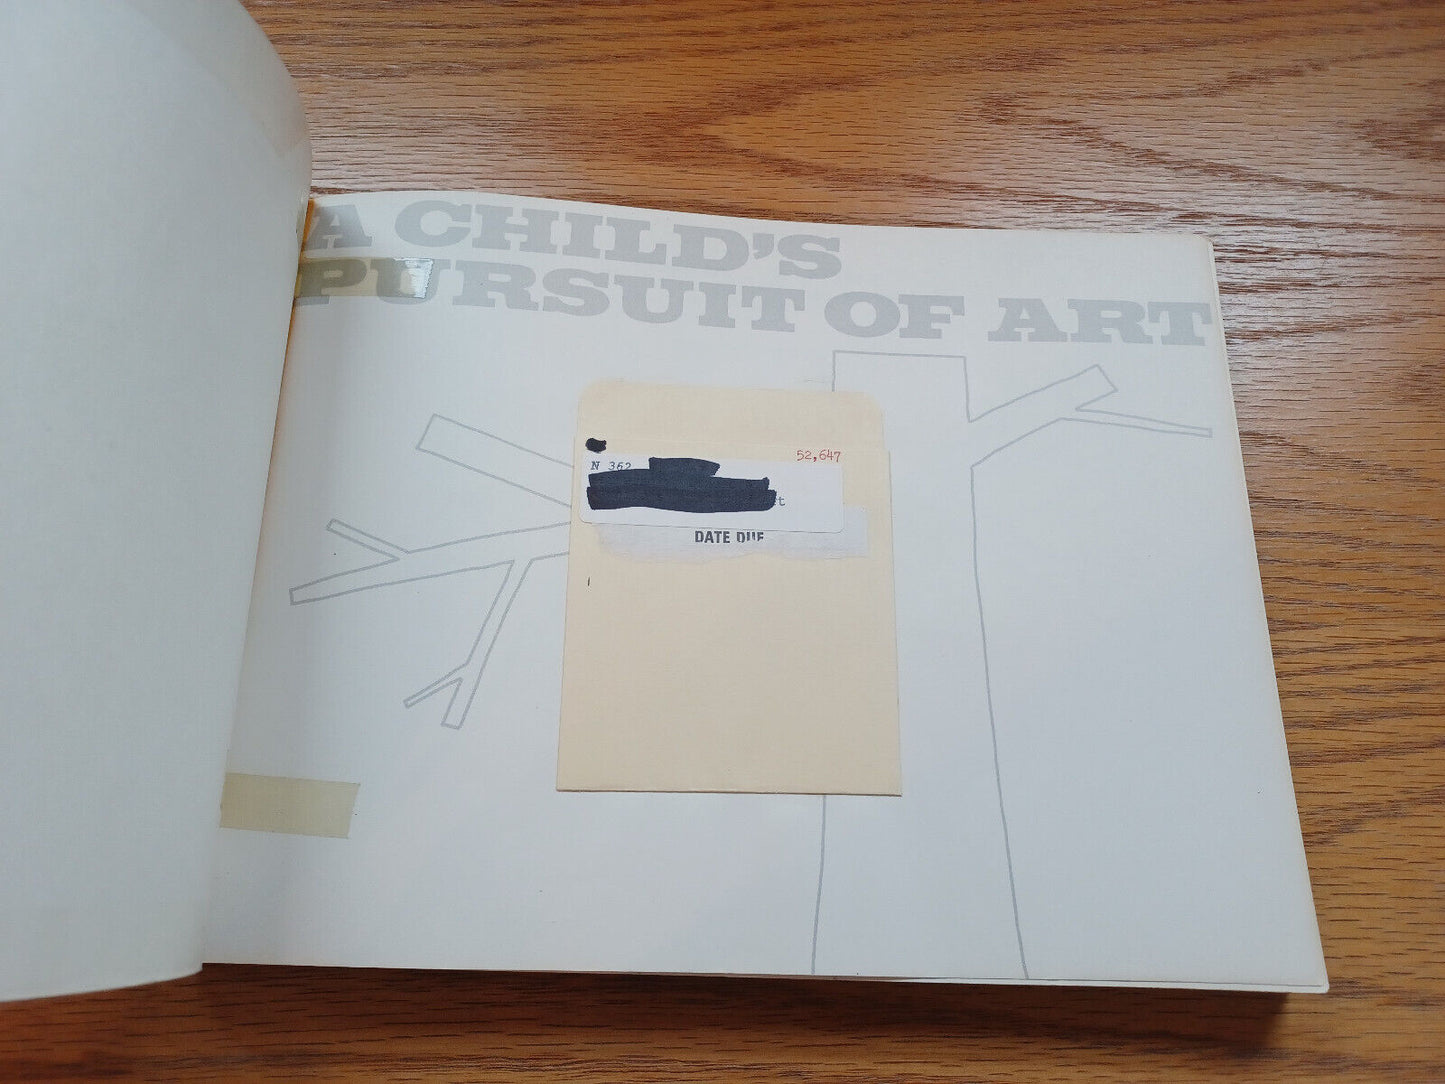 A CHILD'S
PURSUIT OF ART
52,647
N 362
t
DATE DUE